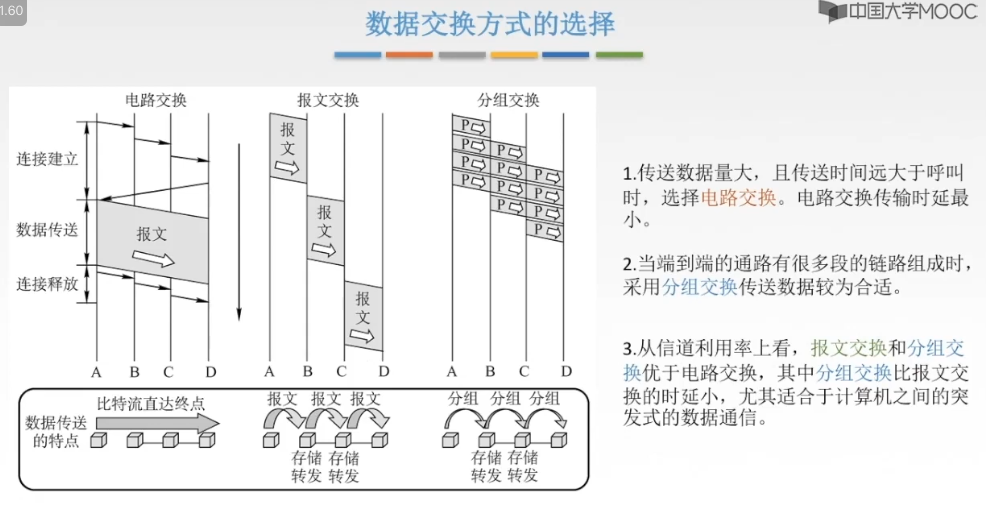 1.60
中国大学MOOC
数据交换方式的选择
电路交换
报文交换
分组交换
连接建立
数据传送
连接释放
报文
报
文
报
文
报
文
P
P
P
P
P
P
P
P
P
P
P
P
A B C D
A B C D
A B C D
数据传送
的特点
比特流直达终点
报文 报文 报文
存储 存储
转发 转发
分组 分组 分组
存储 存储
转发 转发
1.传送数据量大，且传送时间远大于呼叫
时，选择电路交换。电路交换传输时延最
小。
2.当端到端的通路有很多段的链路组成时，
采用分组交换传送数据较为合适。
3.从信道利用率上看，报文交换和分组交
换优于电路交换，其中分组交换比报文交
换的时延小，尤其适合于计算机之间的突
发式的数据通信。